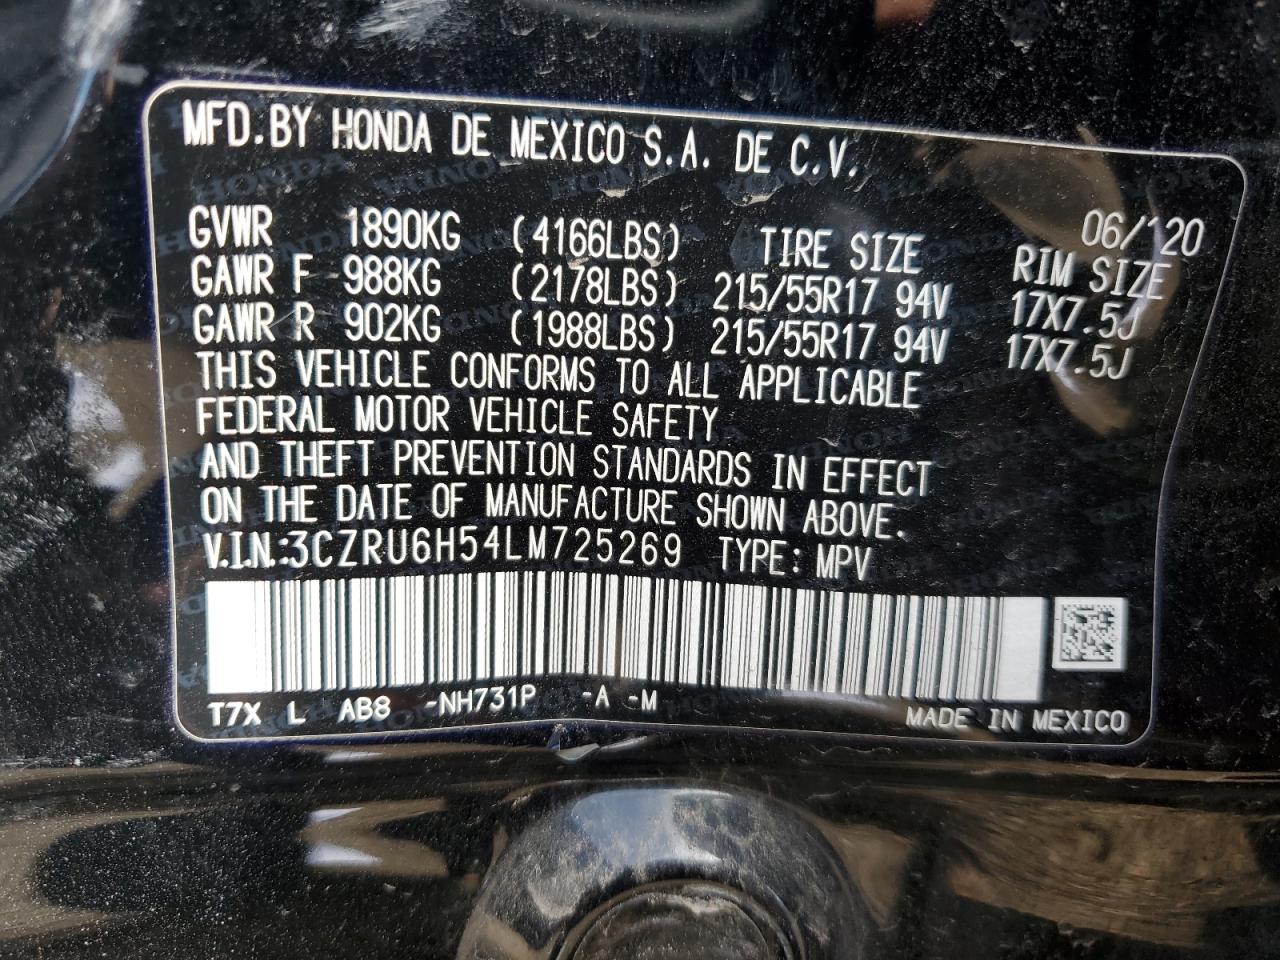 MFD.BY HONDA DE MEXICO S.A. DE C.V.
06/20
GVWR 1890KG (4166LBS) TIRE SIZE RIM SIZE
GAWR F 988KG (2178LBS) 215/55R17 94V 17X7.5J
GAWR R 902KG (1988LBS) 215/55R17 94V 17X7.5J
THIS VEHICLE CONFORMS TO ALL APPLICABLE
FEDERAL MOTOR VEHICLE SAFETY
AND THEFT PREVENTION STANDARDS IN EFFECT
ON THE DATE OF MANUFACTURE SHOWN ABOVE.
V.I.N.:3CZRU6H54LM725269 TYPE: MPV
T7X L AB8 -NH731P -A -M MADE IN MEXICO